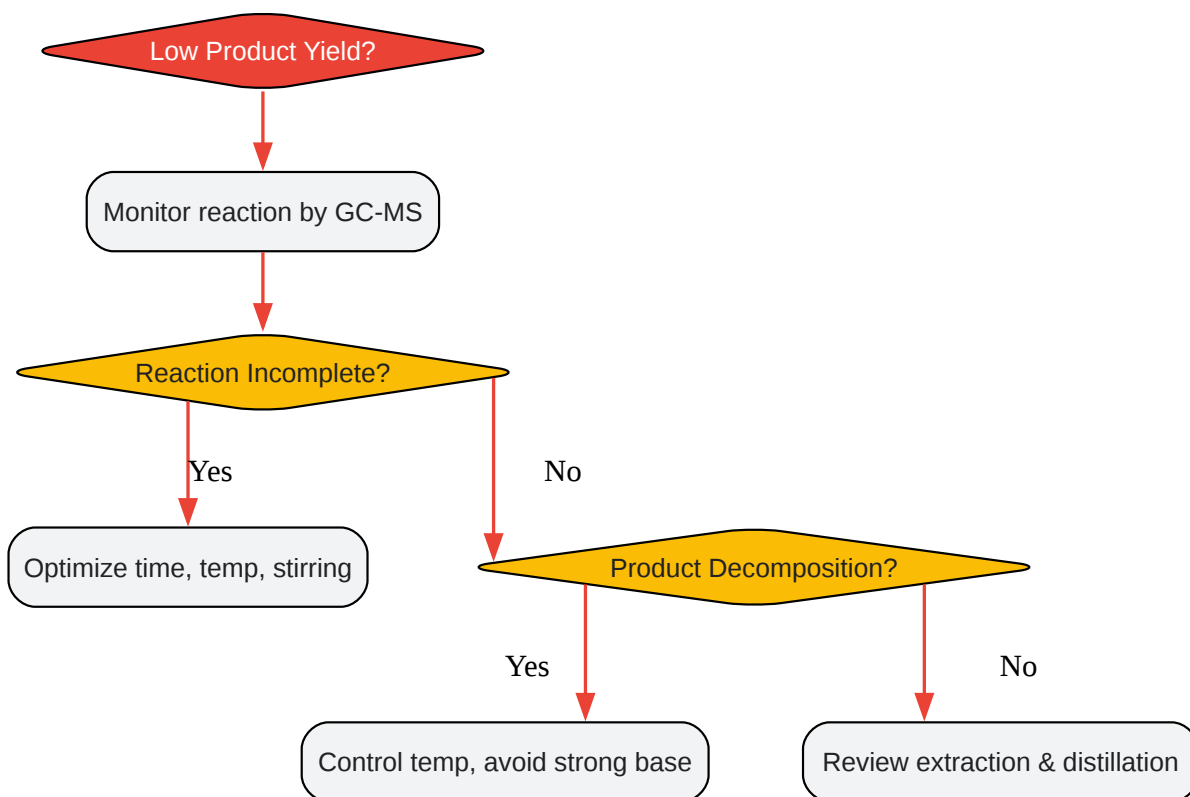 Low Product Yield?
Monitor reaction by GC-MS
Reaction Incomplete?
Yes
No
Optimize time, temp, stirring
Product Decomposition?
Yes
No
Control temp, avoid strong base
Review extraction & distillation